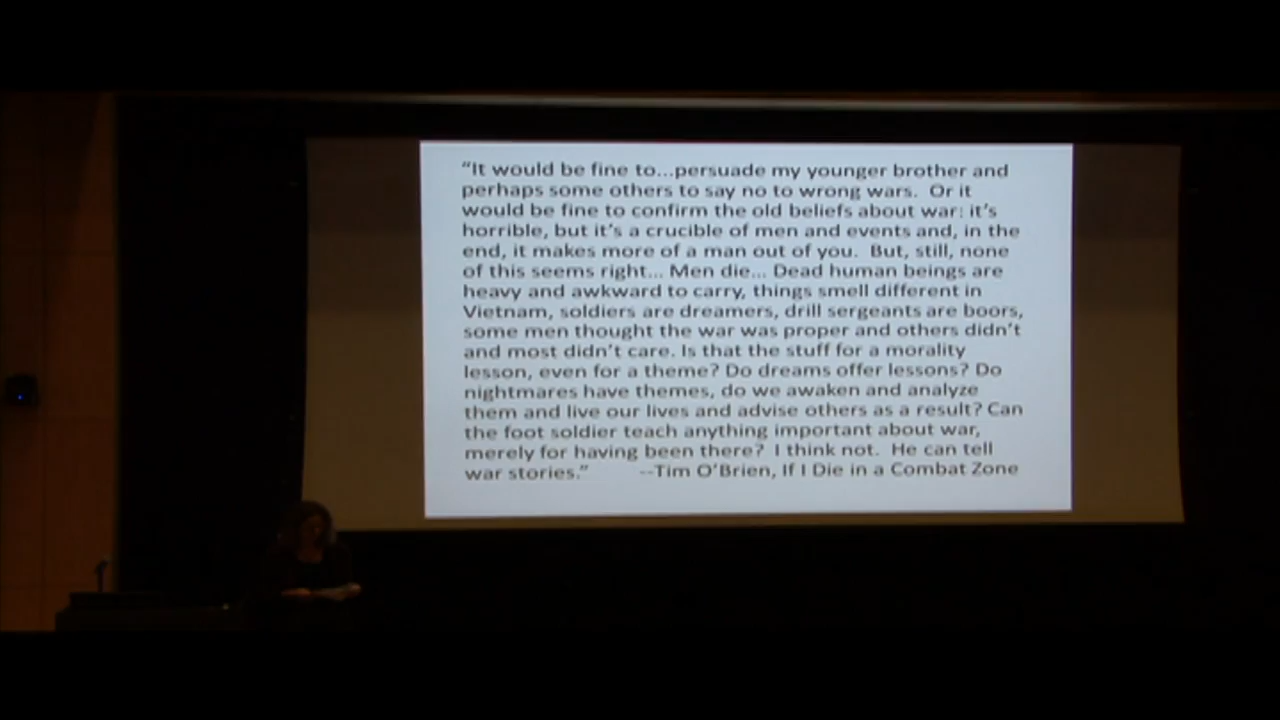 “It would be fine to...persuade my younger brother and
perhaps some others to say no to wrong wars.  Or it
would be fine to confirm the old beliefs about war: it’s
horrible, but it’s a crucible of men and events and, in the
end, it makes more of a man out of you.  But, still, none
of this seems right... Men die... Dead human beings are
heavy and awkward to carry, things smell different in
Vietnam, soldiers are dreamers, drill sergeants are boors,
some men thought the war was proper and others didn’t
and most didn’t care. Is that the stuff for a morality
lesson, even for a theme? Do dreams offer lessons? Do
nightmares have themes, do we awaken and analyze
them and live our lives and advise others as a result? Can
the foot soldier teach anything important about war,
merely for having been there?  I think not.  He can tell
war stories.”  --Tim O’Brien, If I Die in a Combat Zone